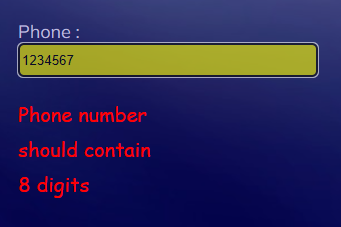 Phone :
1234567
Phone number
should contain
8 digits